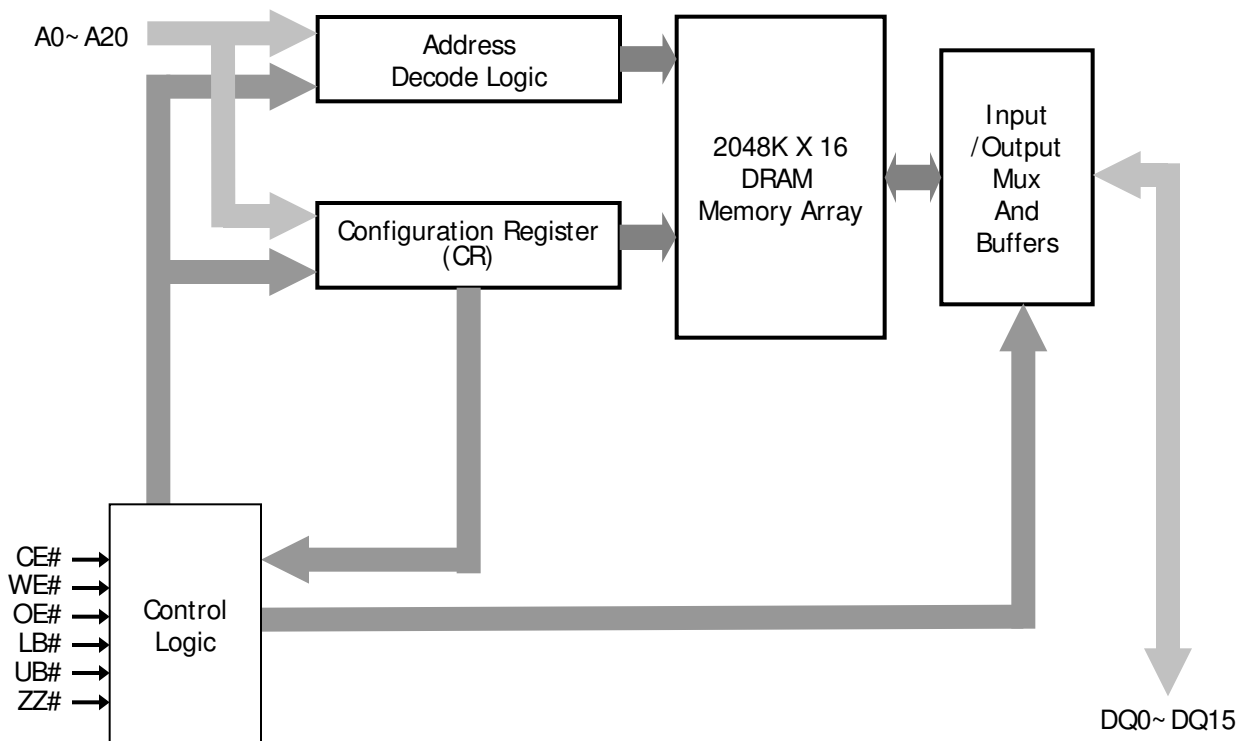 A0~A20
Address
Decode Logic
Configuration Register
(CR)
2048K X 16
DRAM
Memory Array
Input
/Output
Mux
And
Buffers
CE#
WE#
OE#
LB#
UB#
ZZ#
Control
Logic
DQ0~DQ15